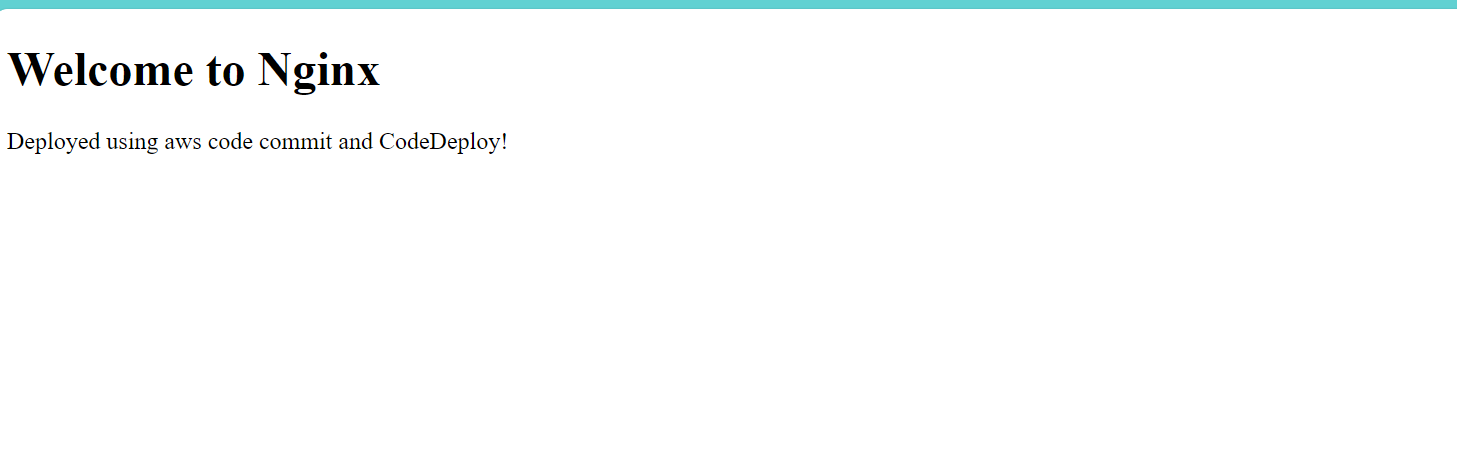 Welcome to Nginx
Deployed using aws code commit and CodeDeploy!